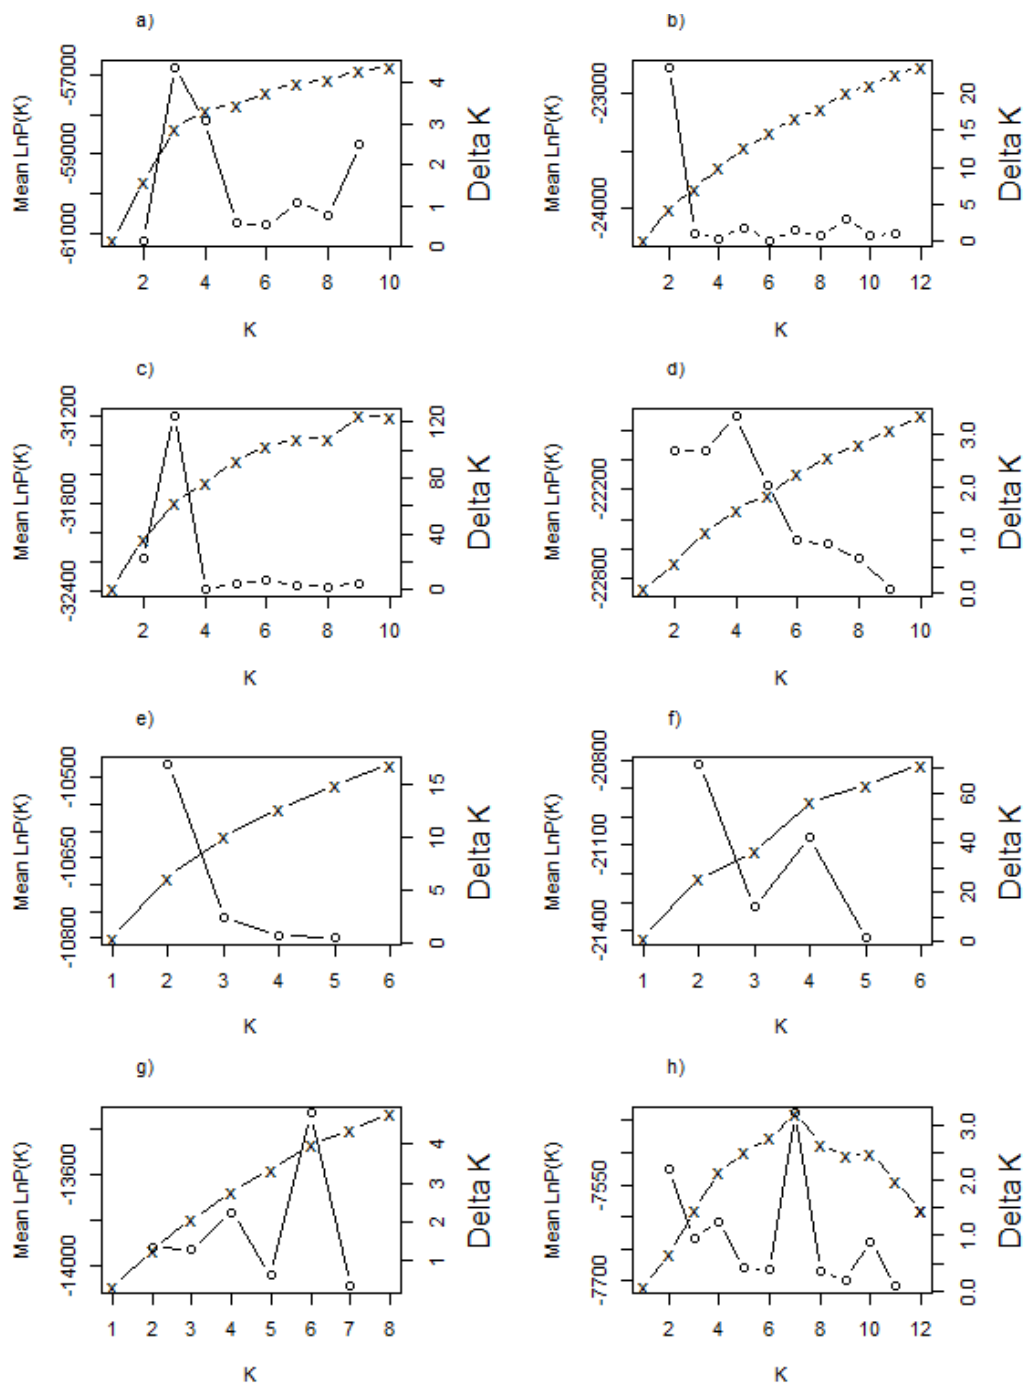 a)
Mean LnP(K)
-61000 -59000 -57000
0 1 2 3 4
Delta K
2 4 6 8 10
K
b)
Mean LnP(K)
-24000 -23000
0 5 10 15 20
Delta K
2 4 6 8 10 12
K
c)
Mean LnP(K)
-32400 -31800 -31200
0 40 80 120
Delta K
2 4 6 8 10
K
d)
Mean LnP(K)
-22800 -22200
0.0 1.0 2.0 3.0
Delta K
2 4 6 8 10
K
e)
Mean LnP(K)
-10800 -10650 -10500
0 5 10 15
Delta K
1 2 3 4 5 6
K
f)
Mean LnP(K)
-21400 -21100 -20800
0 20 40 60
Delta K
1 2 3 4 5 6
K
g)
Mean LnP(K)
-14000 -13600
1 2 3 4
Delta K
1 2 3 4 5 6 7 8
K
h)
Mean LnP(K)
-7700 -7550
0.0 1.0 2.0 3.0
Delta K
2 4 6 8 10 12
K